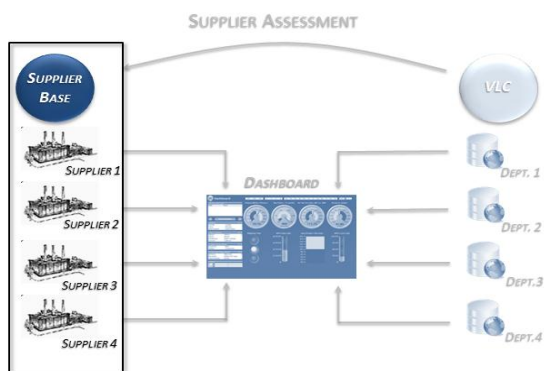 SUPPLIER ASSESSMENT
SUPPLIER
BASE
VLC
SUPPLIER 1
DEPT. 1
DASHBOARD
SUPPLIER 2
DEPT. 2
SUPPLIER 3
DEPT.3
SUPPLIER 4
DEPT.4